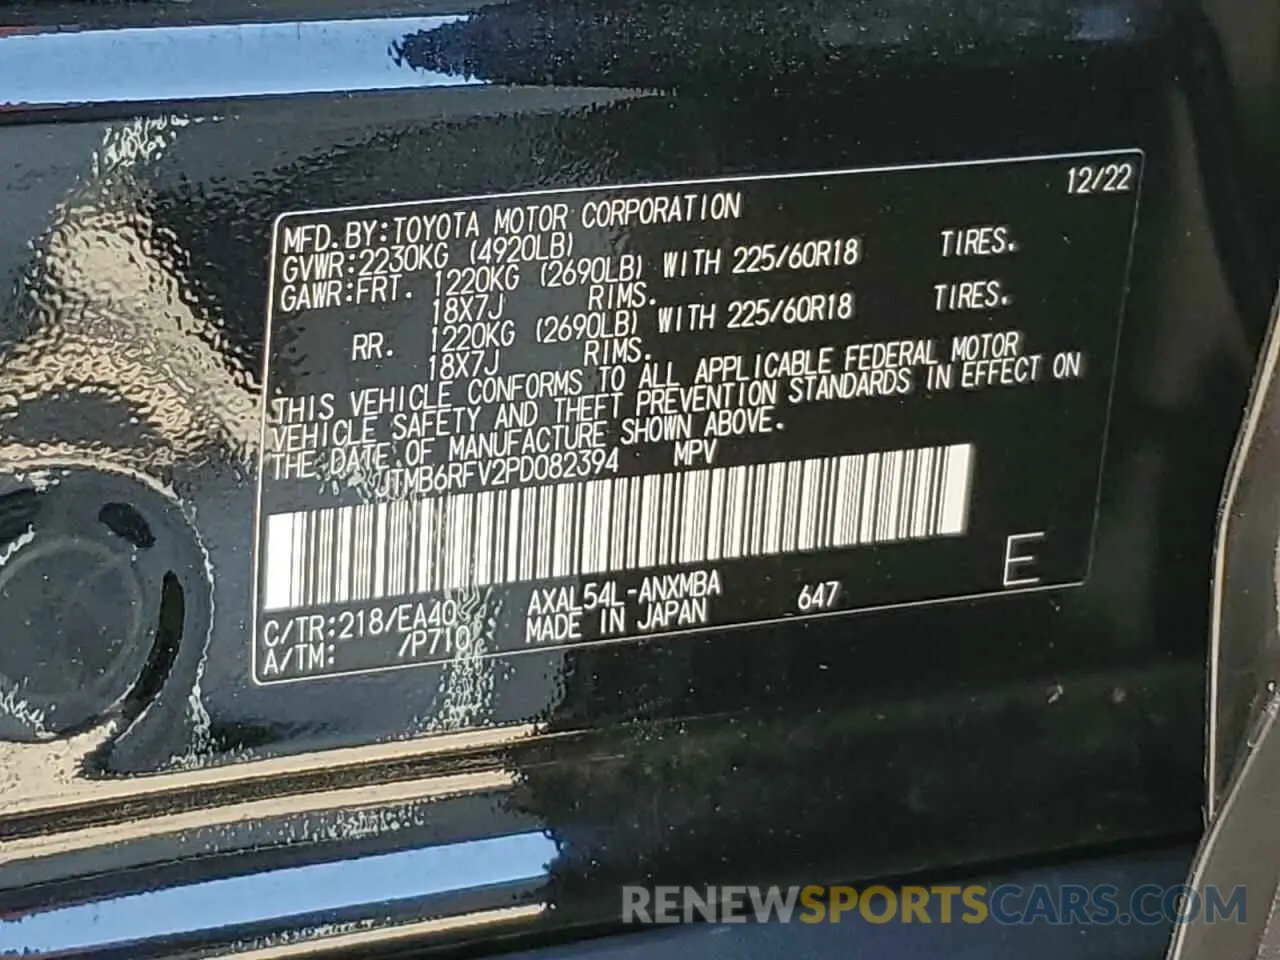 12/22
MFD. BY:TOYOTA MOTOR CORPORATION
GVWR:2230KG (4920LB)
GAWR:FRT. 1220KG (2690LB) WITH 225/60R18 TIRES.
18X7J RIMS.
RR. 1220KG (2690LB) WITH 225/60R18 TIRES.
18X7J RIMS.
THIS VEHICLE CONFORMS TO ALL APPLICABLE FEDERAL MOTOR
VEHICLE SAFETY AND THEFT PREVENTION STANDARDS IN EFFECT ON
THE DATE OF MANUFACTURE SHOWN ABOVE.
JTMB6RFV2PD082394 MPV
E
C/TR:218/EA40 AXAL54L-ANXMBA 647
A/TM: /P710 MADE IN JAPAN
RENEWSPORTSCARS.COM